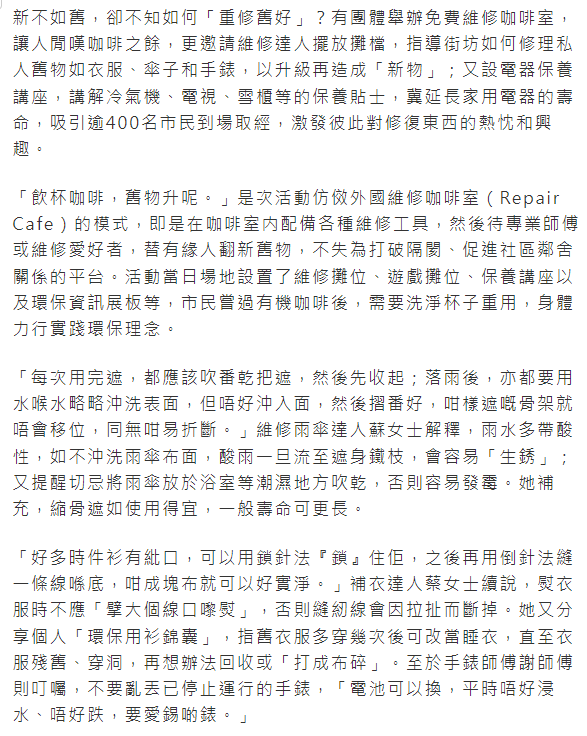 新不如舊，卻不知如何「重修舊好」？有團體舉辦免費維修咖啡室，
讓人閒嘆咖啡之餘，更邀請維修達人擺放攤檔，指導街坊如何修理私
人舊物如衣服、傘子和手錶，以升級再造成「新物」；又設電器保養
講座，講解冷氣機、電視、雪櫃等的保養貼士，冀延長家用電器的壽
命，吸引逾400名市民到場取經，激發彼此對修復東西的熱忱和興
趣。
「飲杯咖啡，舊物升呢。」是次活動仿傚外國維修咖啡室（Repair
Cafe）的模式，即是在咖啡室內配備各種維修工具，然後待專業師傅
或維修愛好者，替有緣人翻新舊物，不失為打破隔閡、促進社區鄰舍
關係的平台。活動當日場地設置了維修攤位、遊戲攤位、保養講座以
及環保資訊展板等，市民嘗過有機咖啡後，需要洗淨杯子重用，身體
力行實踐環保理念。
「每次用完遮，都應該吹番乾把遮，然後先收起；落雨後，亦都要用
水喉水略略沖洗表面，但唔好沖入面，然後摺番好，咁樣遮嘅骨架就
唔會移位，同無咁易折斷。」維修雨傘達人蘇女士解釋，雨水多帶酸
性，如不沖洗雨傘布面，酸雨一旦流至遮身鐵枝，會容易「生銹」；
又提醒切忌將雨傘放於浴室等潮濕地方吹乾，否則容易發霉。她補
充，縮骨遮如使用得宜，一般壽命可更長。
「好多時件衫有紕口，可以用鎖針法『鎖』住佢，之後再用倒針法縫
一條線喺底，咁成塊布就可以好實淨。」補衣達人蔡女士續說，熨衣
服時不應「擘大個線口嚟熨」，否則縫紉線會因拉扯而斷掉。她又分
享個人「環保用衫錦囊」，指舊衣服多穿幾次後可改當睡衣，直至衣
服殘舊、穿洞，再想辦法回收或「打成布碎」。至於手錶師傅謝師傅
則叮囑，不要亂丟已停止運行的手錶，「電池可以換，平時唔好浸
水、唔好跌，要愛錫啲錶。」